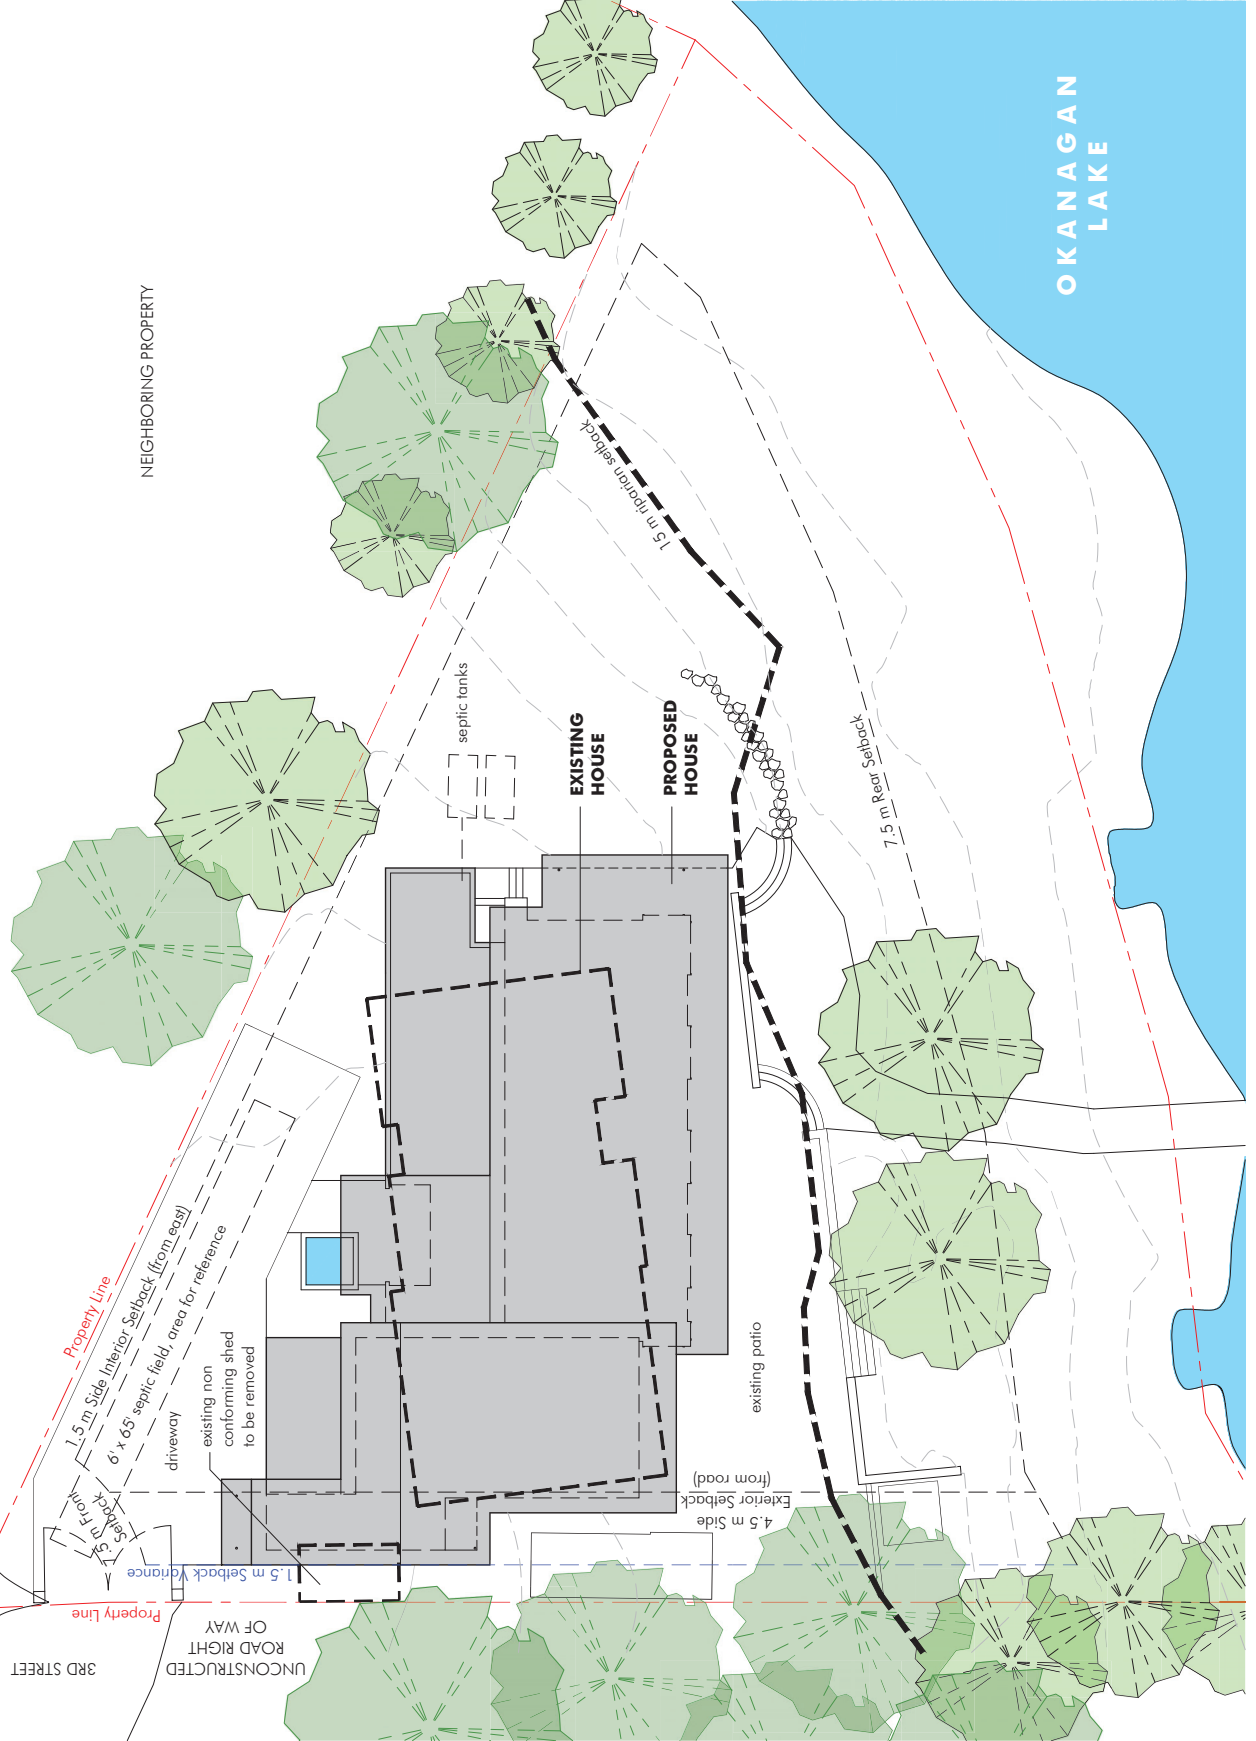 OKANAGAN
LAKE
NEIGHBORING PROPERTY
15 m riparian setback
septic tanks
EXISTING
HOUSE
PROPOSED
HOUSE
7.5 m Rear Setback
Property Line
1.5 m Side Interior Setback (from east)
6' x 65' septic field, area for reference
driveway
existing non
conforming shed
to be removed
existing patio
4.5 m Side
Exterior Setback
(from road)
7.5 m Front
Setback
1.5 m Setback Variance
Property Line
3RD STREET
UNCONSTRUCTED
ROAD RIGHT
OF WAY